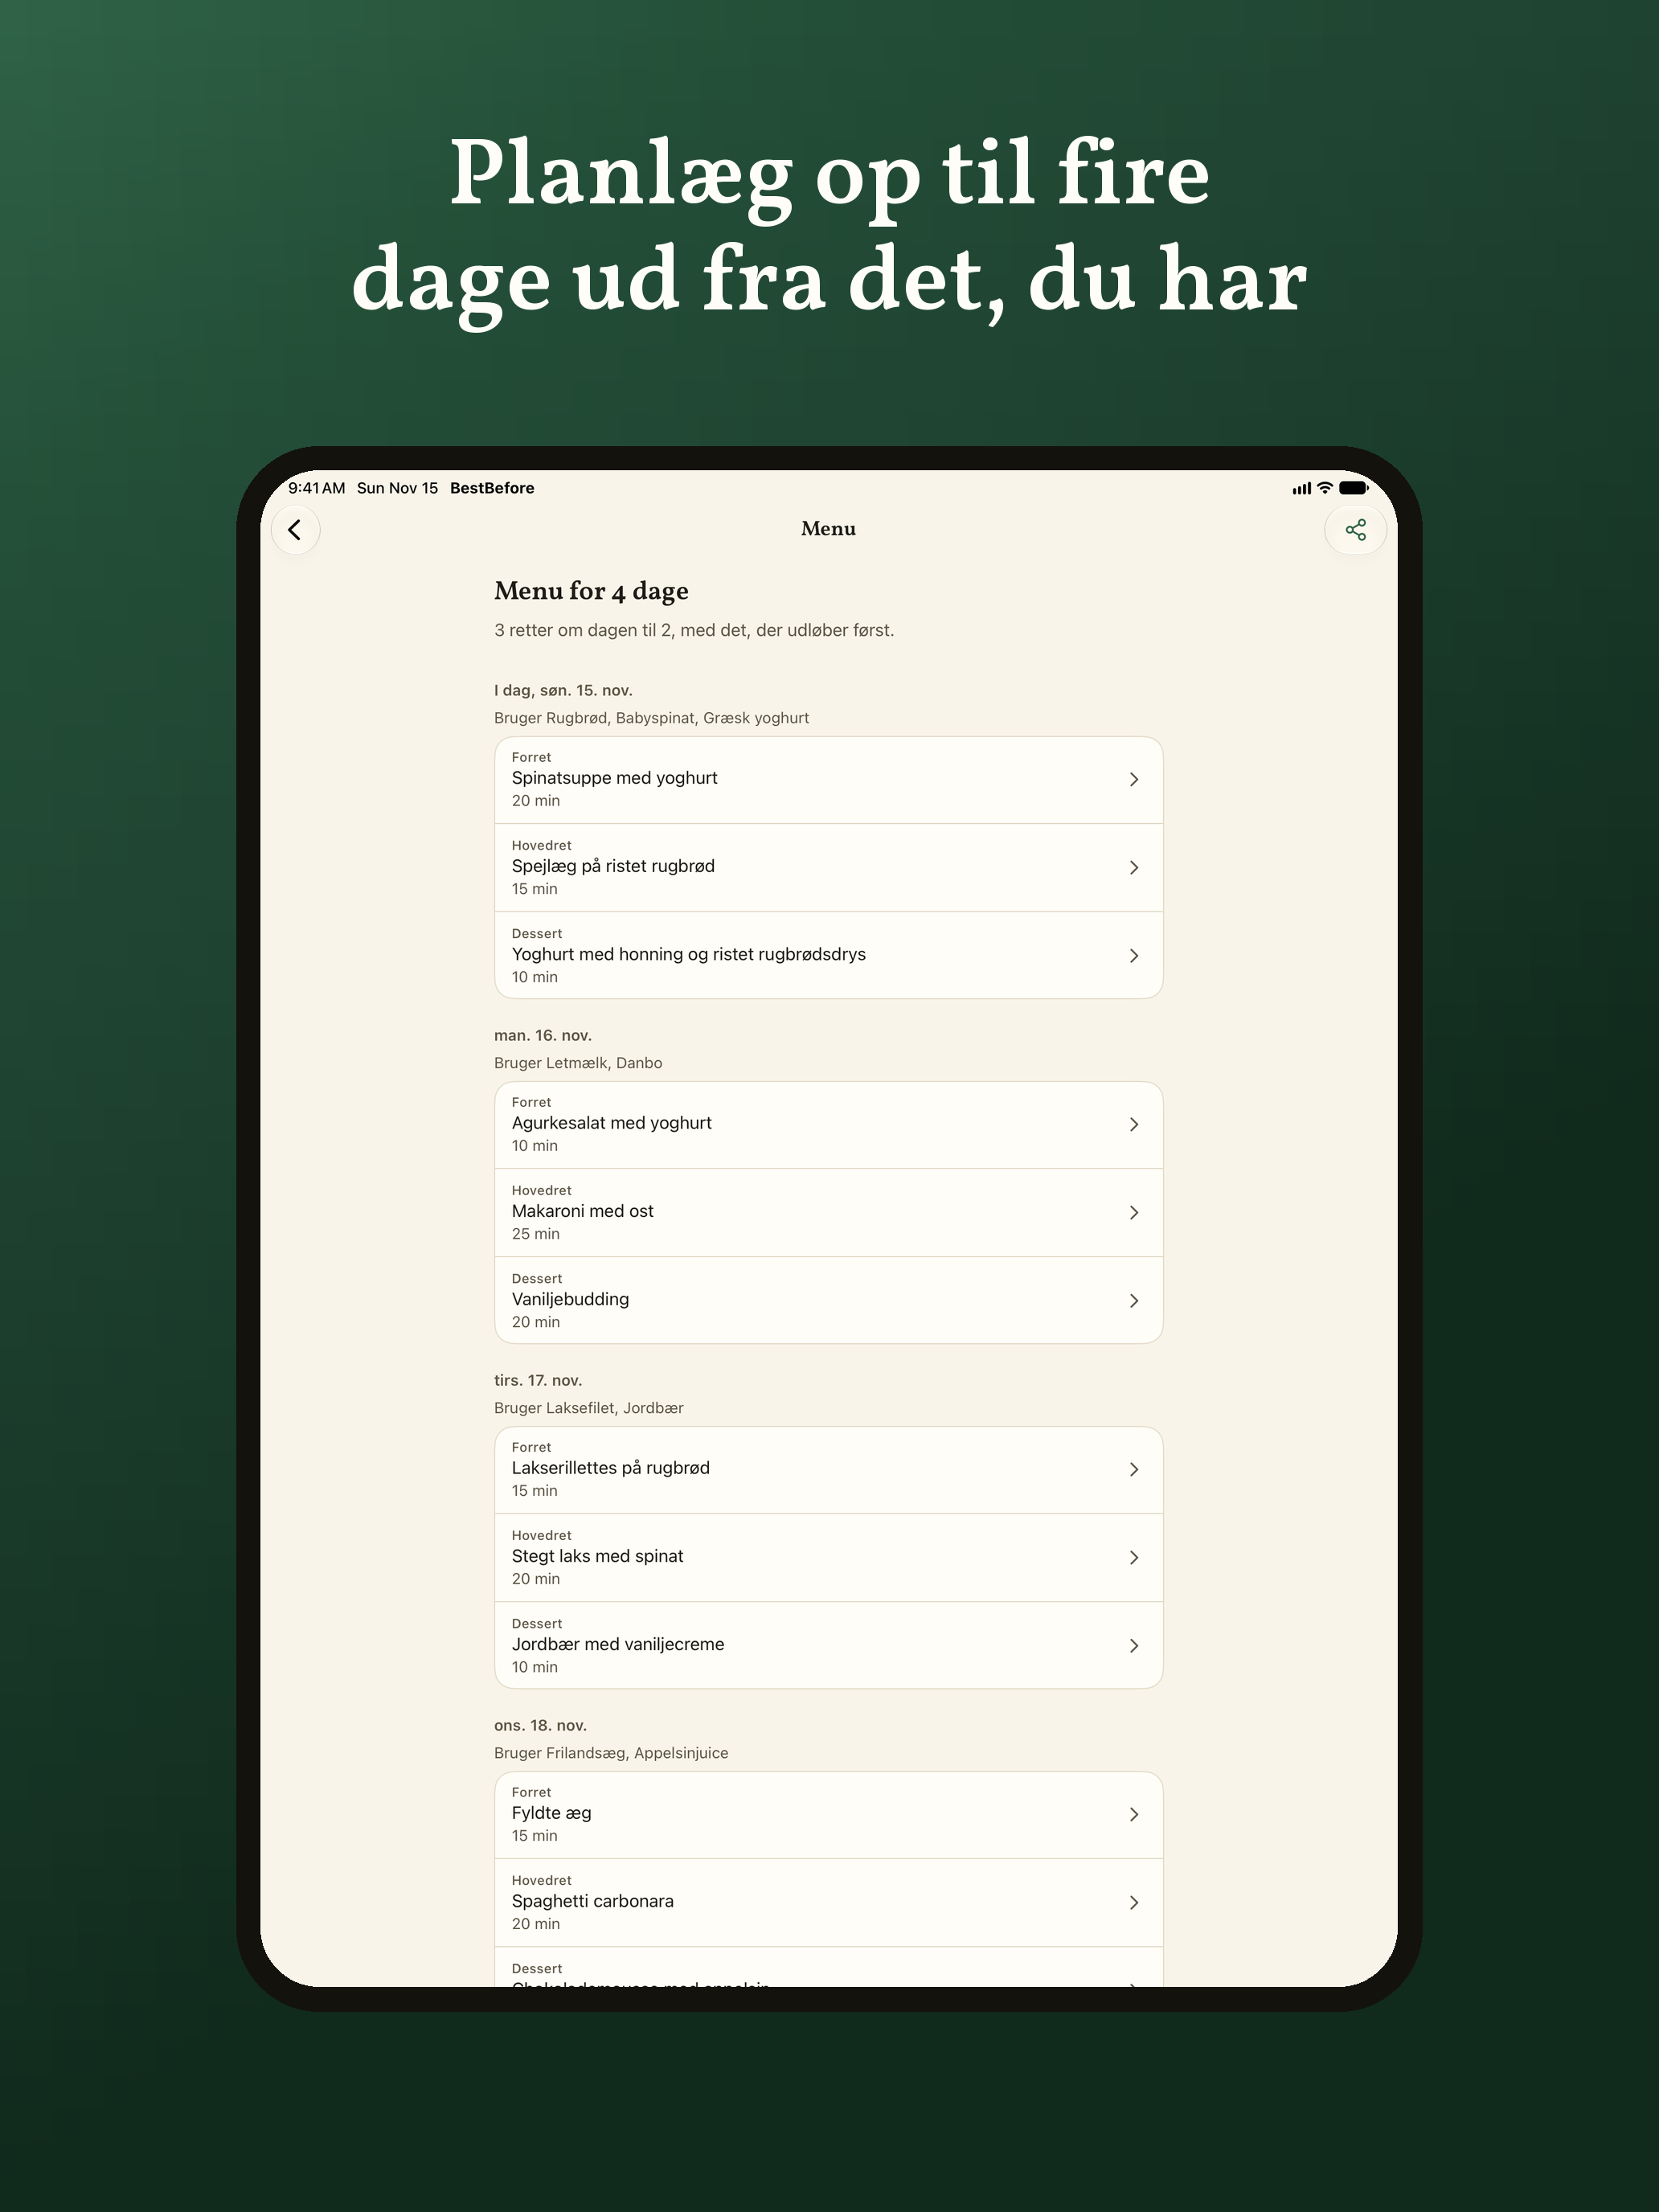 Planlæg op til fire
dage ud fra det, du har
9:41 AM Sun Nov 15 BestBefore
Menu
Menu for 4 dage
3 retter om dagen til 2, med det, der udløber først.
I dag, søn. 15. nov.
Bruger Rugbrød, Babyspinat, Græsk yoghurt
Forret
Spinatsuppe med yoghurt
20 min
Hovedret
Spejlæg på ristet rugbrød
15 min
Dessert
Yoghurt med honning og ristet rugbrødsdrys
10 min
man. 16. nov.
Bruger Letmælk, Danbo
Forret
Agurkesalat med yoghurt
10 min
Hovedret
Makaroni med ost
25 min
Dessert
Vaniljebudding
20 min
tirs. 17. nov.
Bruger Laksefilet, Jordbær
Forret
Lakserillettes på rugbrød
15 min
Hovedret
Stegt laks med spinat
20 min
Dessert
Jordbær med vaniljecreme
10 min
ons. 18. nov.
Bruger Frilandsæg, Appelsinjuice
Forret
Fyldte æg
15 min
Hovedret
Spaghetti carbonara
20 min
Dessert